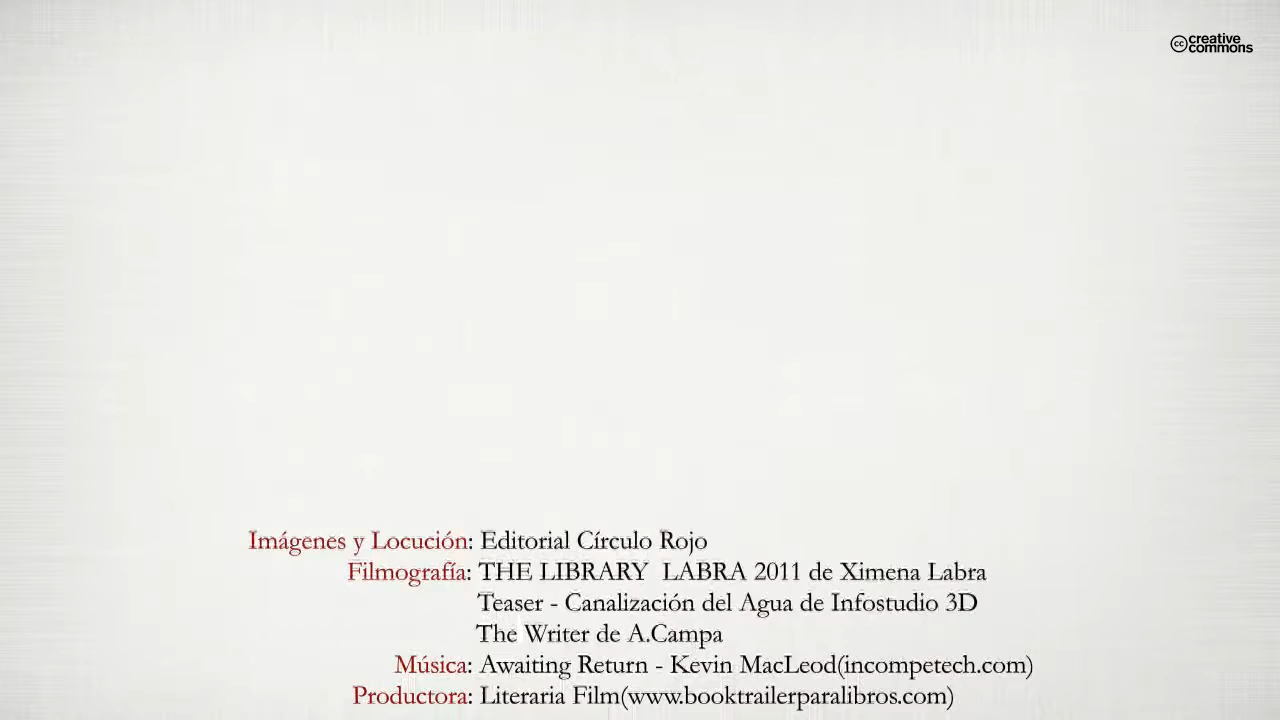 cc creative
commons
Imágenes y Locución: Editorial Círculo Rojo
Filmografía: THE LIBRARY LABRA 2011 de Ximena Labra
Teaser - Canalización del Agua de Infostudio 3D
The Writer de A.Campa
Música: Awaiting Return - Kevin MacLeod(incompetech.com)
Productora: Literaria Film(www.booktrailerparalibros.com)